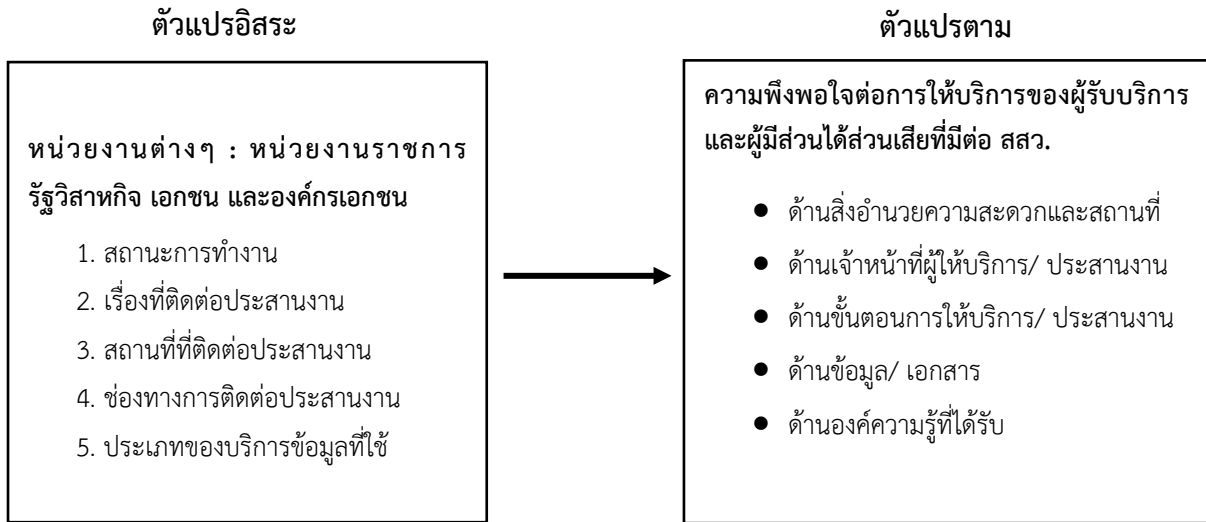 ตัวแปรอิสระ
หน่วยงานต่างๆ : หน่วยงานราชการ
รัฐวิสาหกิจ เอกชน และองค์กรเอกชน
1. สถานะการทำงาน
2. เรื่องที่ติดต่อประสานงาน
3. สถานที่ที่ติดต่อประสานงาน
4. ช่องทางการติดต่อประสานงาน
5. ประเภทของบริการข้อมูลที่ใช้
ตัวแปรตาม
ความพึงพอใจต่อการให้บริการของผู้รับบริการ
และผู้มีส่วนได้ส่วนเสียที่มีต่อ สสว.
● ด้านสิ่งอำนวยความสะดวกและสถานที่
● ด้านเจ้าหน้าที่ผู้ให้บริการ/ ประสานงาน
● ด้านขั้นตอนการให้บริการ/ ประสานงาน
● ด้านข้อมูล/ เอกสาร
● ด้านองค์ความรู้ที่ได้รับ